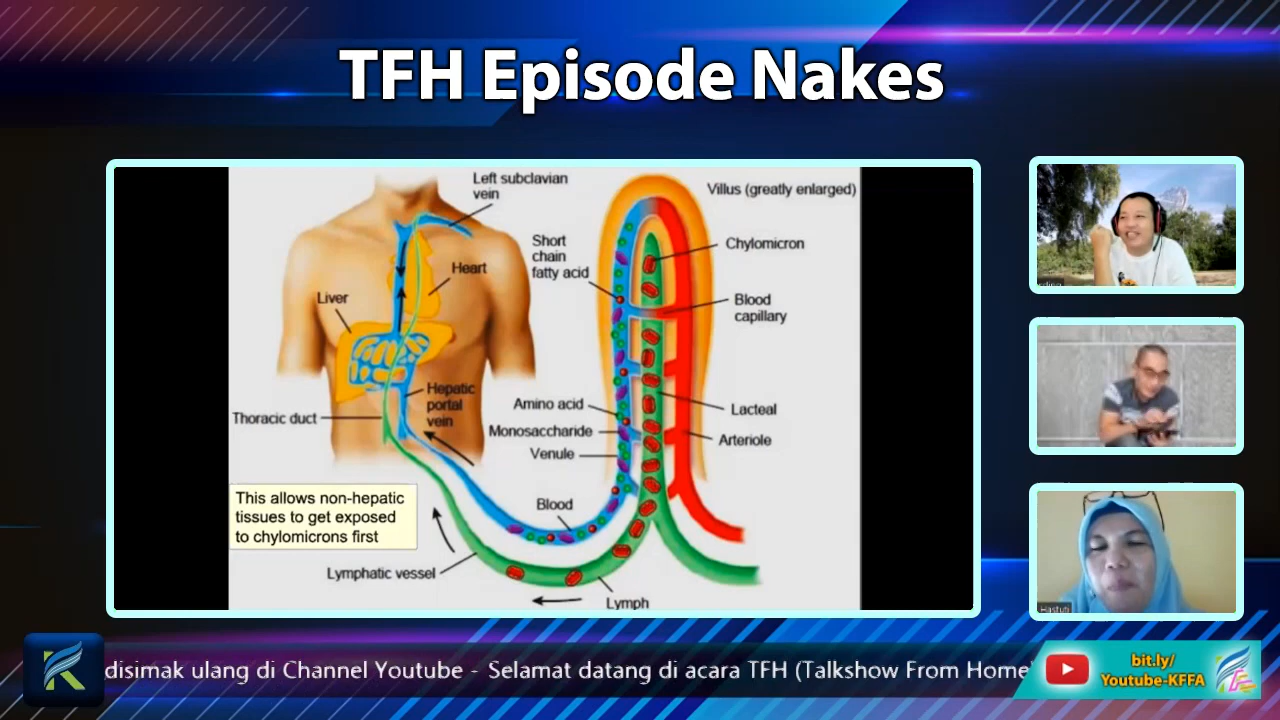 TFH Episode Nakes
Left subclavian
vein
Villus (greatly enlarged)
Short
chain
fatty acid
Chylomicron
Heart
Liver
Blood
capillary
Hepatic
portal
vein
Thoracic duct
Amino acid
Monosaccharide
Venule
Lacteal
Arteriole
This allows non-hepatic
tissues to get exposed
to chylomicrons first
Blood
Lymphatic vessel
Lymph
Hastuti
disimak ulang di Channel Youtube - Selamat datang di acara TFH (Talkshow From Home
bit.ly/
Youtube-KFFA